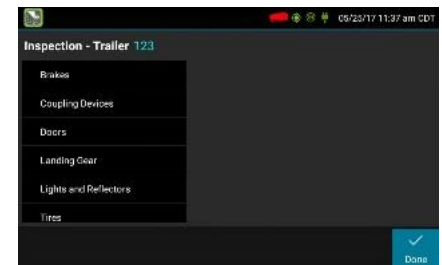 05/25/17 11:37 am CDT
Inspection - Trailer 123
Brakes
Coupling Devices
Doors
Landing Gear
Lights and Reflectors
Tires
Done